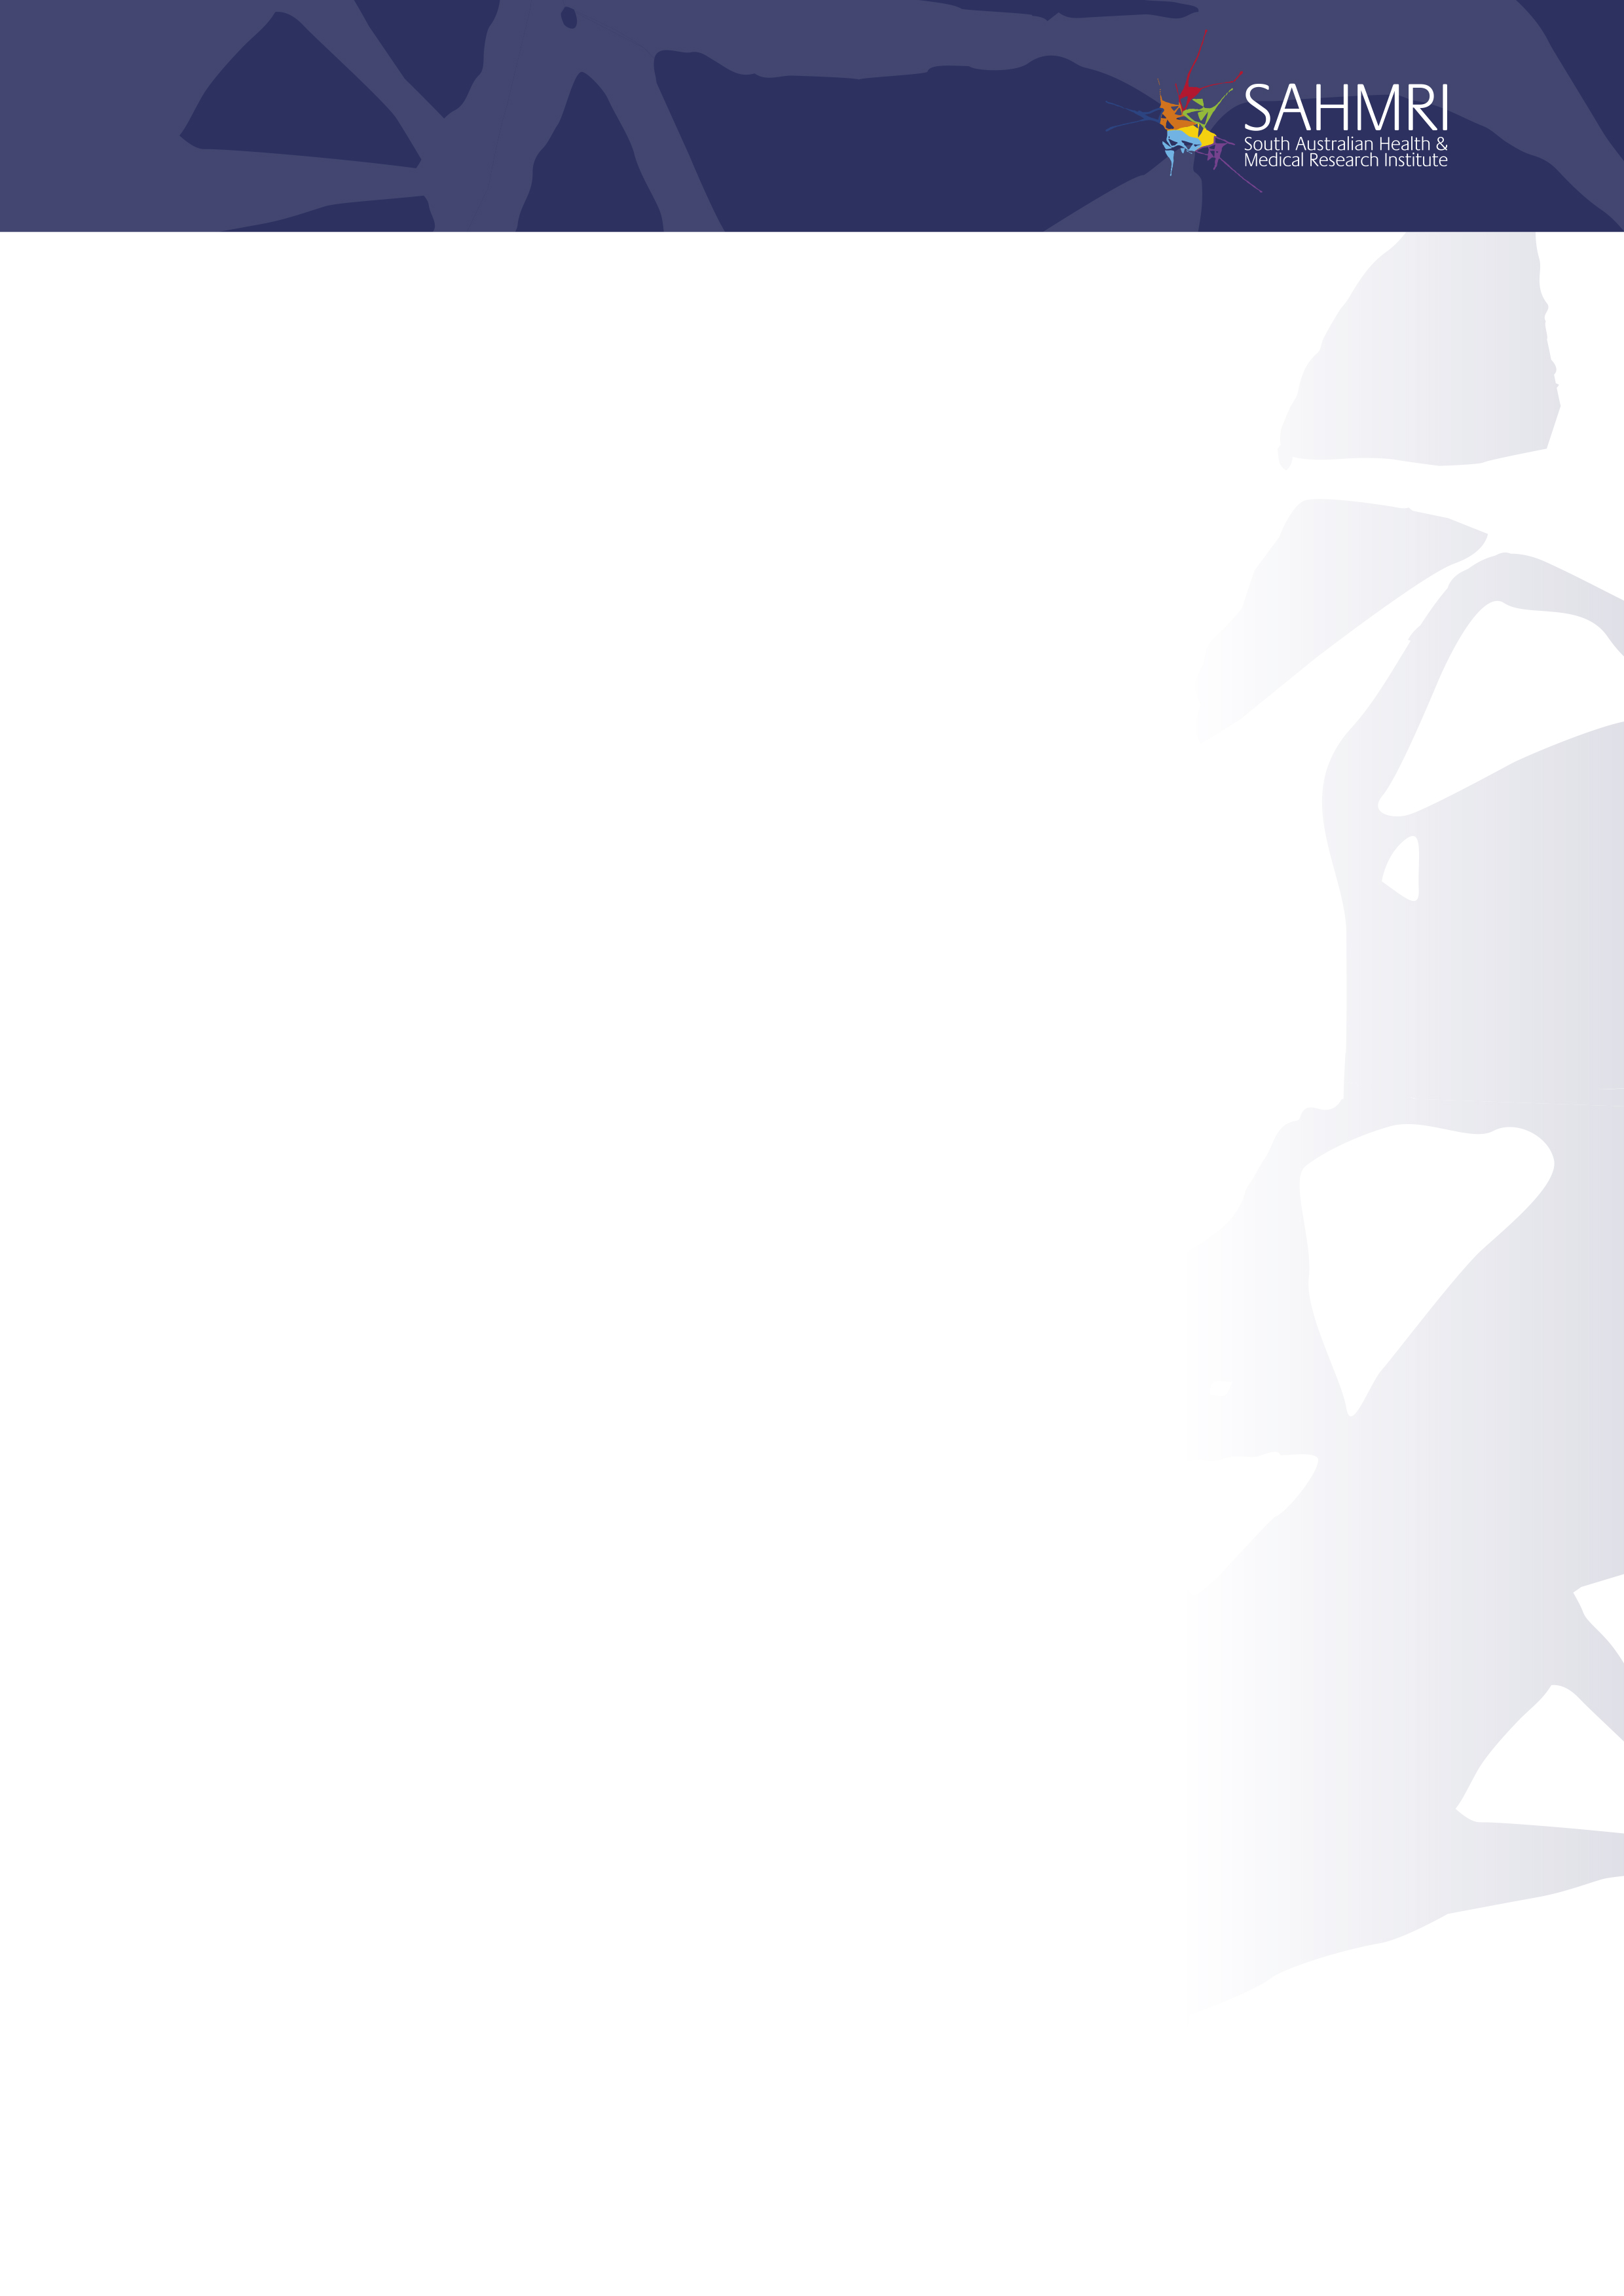 SAHMRI
South Australian Health &
Medical Research Institute